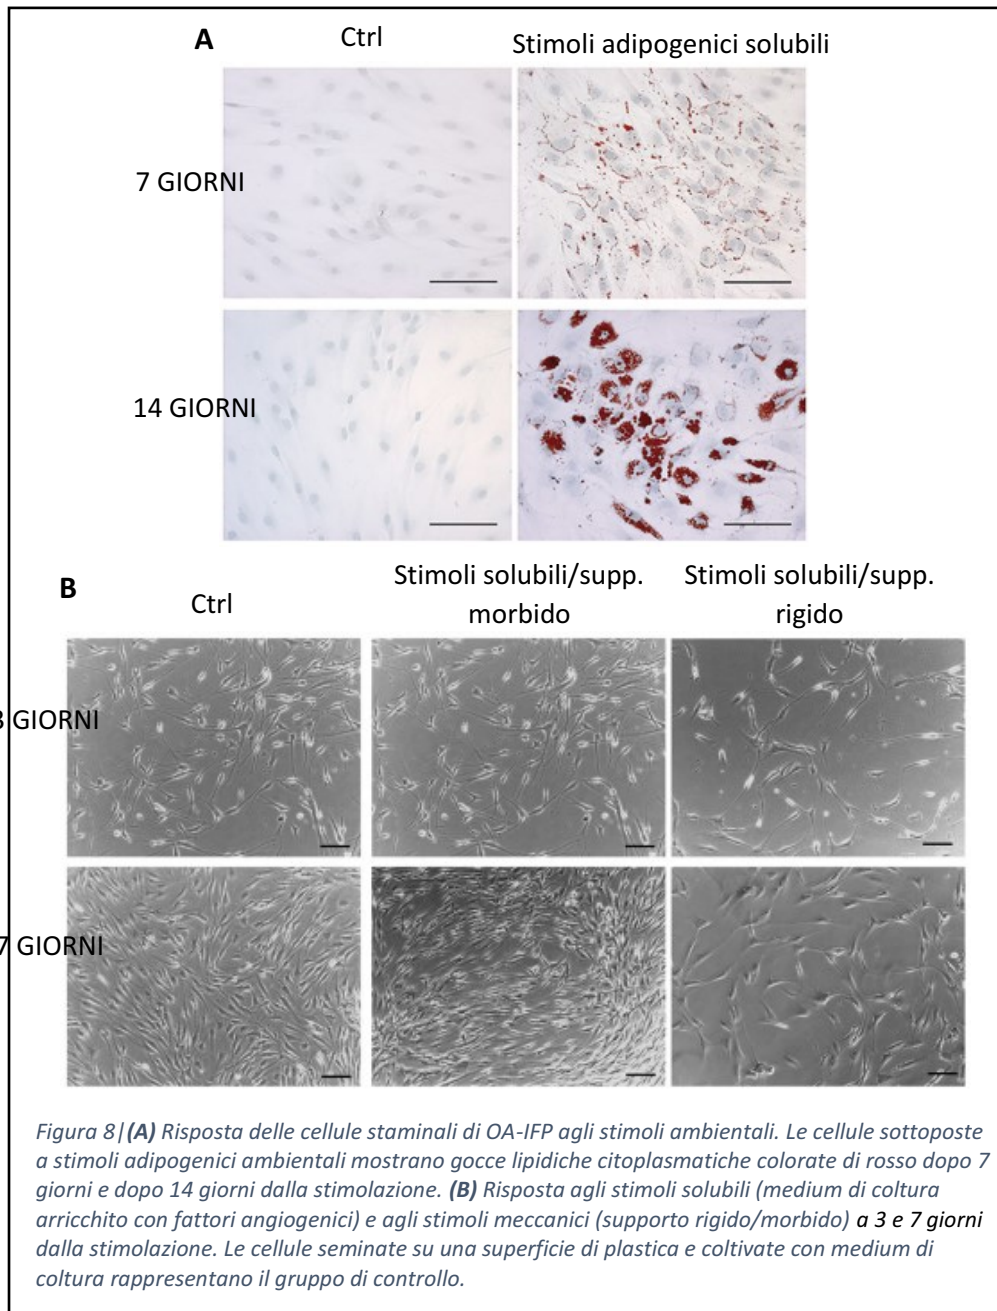 A
Ctrl
Stimoli adipogenici solubili
7 GIORNI
14 GIORNI
B
Ctrl
Stimoli solubili/supp.
morbido
Stimoli solubili/supp.
rigido
3 GIORNI
7 GIORNI
Figura 8|(A) Risposta delle cellule staminali di OA-IFP agli stimoli ambientali. Le cellule sottoposte
a stimoli adipogenici ambientali mostrano gocce lipidiche citoplasmatiche colorate di rosso dopo 7
giorni e dopo 14 giorni dalla stimolazione. (B) Risposta agli stimoli solubili (medium di coltura
arricchito con fattori angiogenici) e agli stimoli meccanici (supporto rigido/morbido) a 3 e 7 giorni
dalla stimolazione. Le cellule seminate su una superficie di plastica e coltivate con medium di
coltura rappresentano il gruppo di controllo.